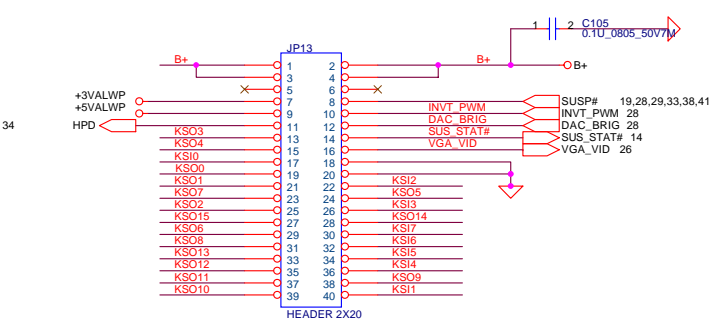 1 2 C105
0.1U_0805_50V7M
JP13
B+ 1 2 B+ B+
3 4
5 6
+3VALWP 7 8 SUSP# 19,28,29,33,38,41
+5VALWP 9 10 INVT_PWM INVT_PWM 28
34 HPD 11 12 DAC_BRIG DAC_BRIG 28
KSO3 13 14 SUS_STAT# SUS_STAT# 14
KSO4 15 16 VGA_VID VGA_VID 26
KSI0 17 18
KSO0 19 20
KSO1 21 22 KSI2
KSO7 23 24 KSO5
KSO2 25 26 KSI3
KSO15 27 28 KSO14
KSO6 29 30 KSI7
KSO8 31 32 KSI6
KSO13 33 34 KSI5
KSO12 35 36 KSI4
KSO11 37 38 KSO9
KSO10 39 40 KSI1
HEADER 2X20